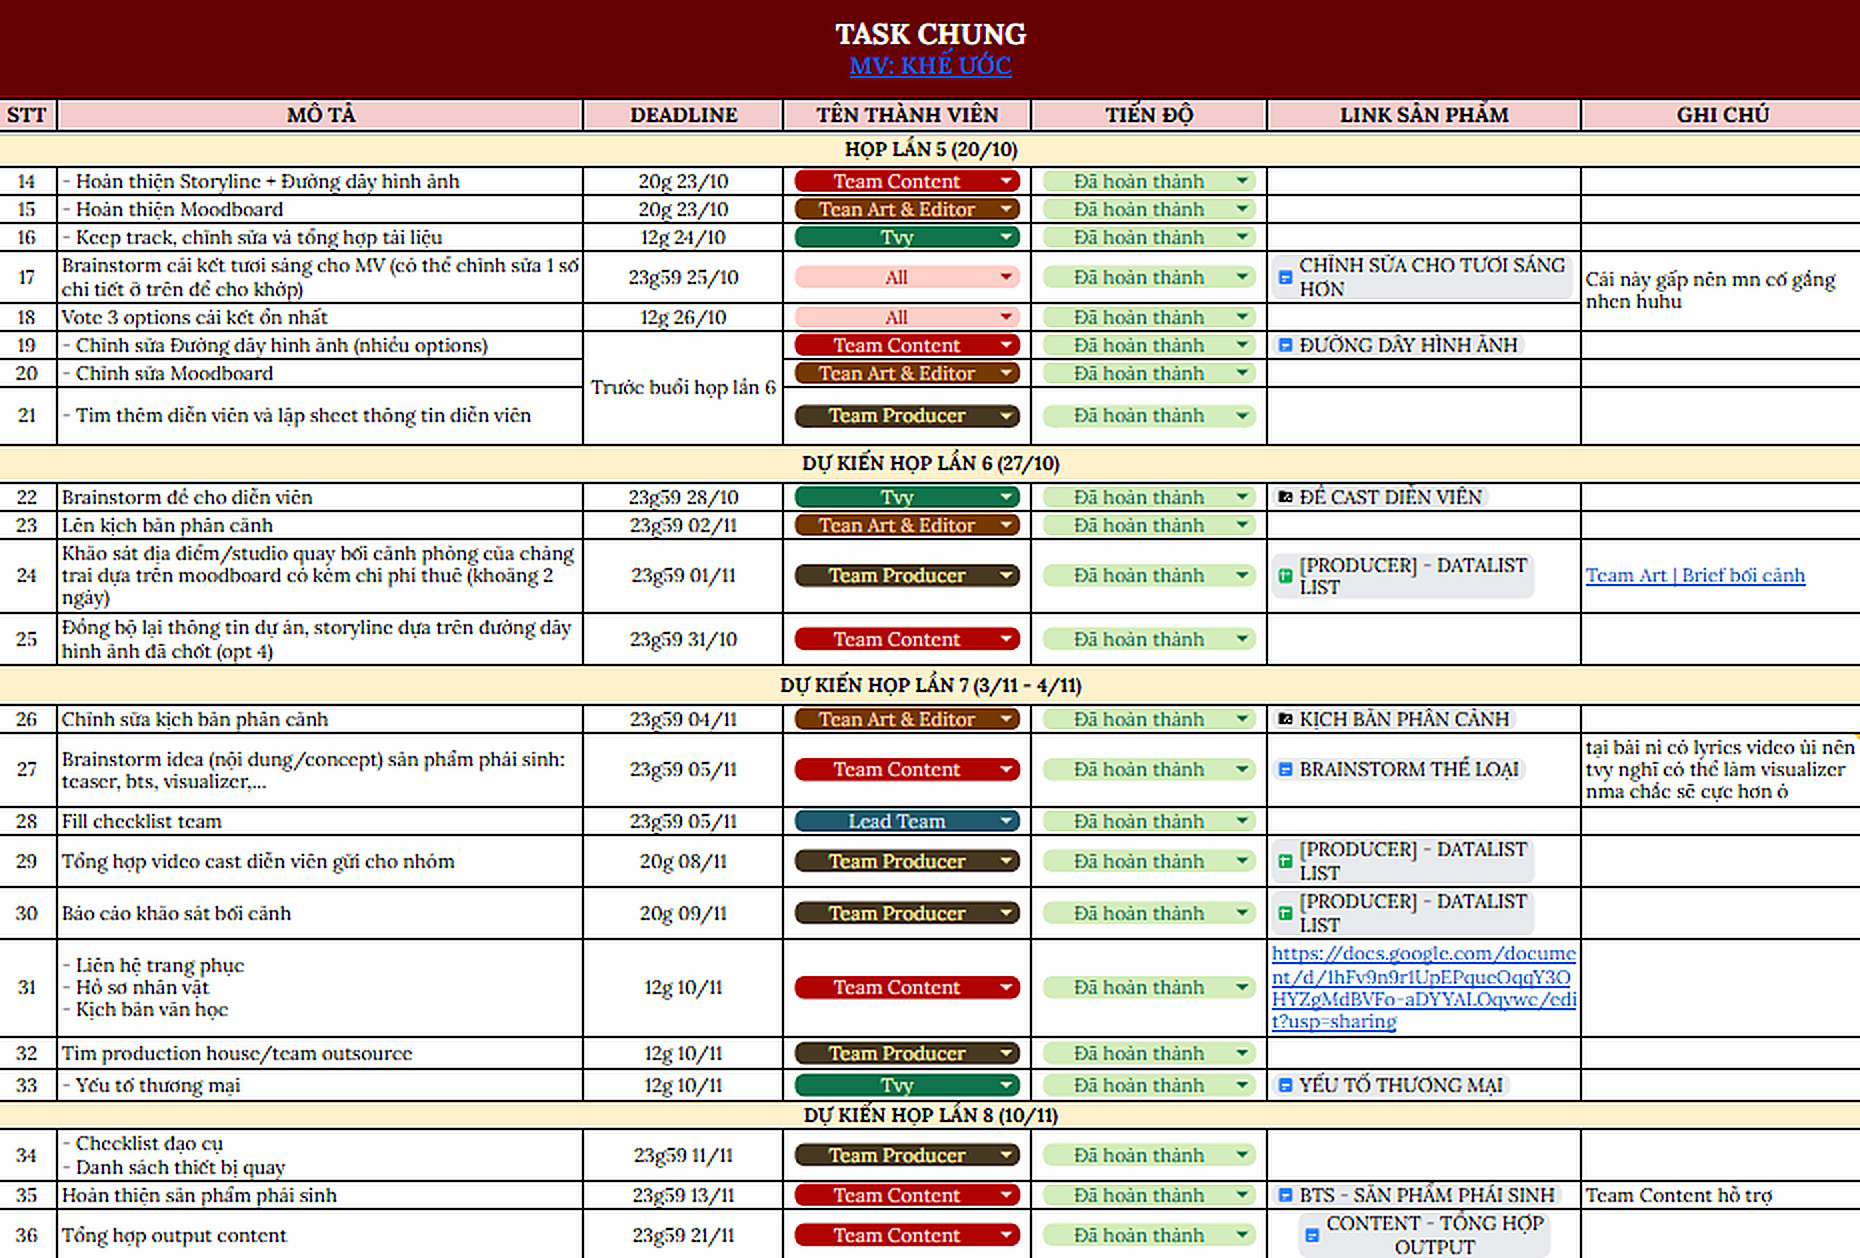 TASK CHUNG
MV: KHẾ ƯỚC
STT MÔ TẢ DEADLINE TÊN THÀNH VIÊN TIẾN ĐỘ LINK SẢN PHẨM GHI CHÚ
HỌP LẦN 5 (20/10)
14 - Hoàn thiện Storyline + Đường dây hình ảnh 20g 23/10 Team Content Đã hoàn thành
15 - Hoàn thiện Moodboard 20g 23/10 Tean Art & Editor Đã hoàn thành
16 - Keep track, chỉnh sửa và tổng hợp tài liệu 12g 24/10 Tvy Đã hoàn thành
17 Brainstorm cái kết tươi sáng cho MV (có thể chỉnh sửa 1 số
chi tiết ở trên để cho khớp) 23g59 25/10 All Đã hoàn thành CHỈNH SỬA CHO TƯƠI SÁNG
HƠN
Cái này gấp nên mn cố gắng
nhen huhu
18 Vote 3 options cái kết ổn nhất 12g 26/10 All Đã hoàn thành
19 - Chỉnh sửa Đường dây hình ảnh (nhiều options) Team Content Đã hoàn thành ĐƯỜNG DÂY HÌNH ẢNH
20 - Chỉnh sửa Moodboard Trước buổi họp lần 6 Tean Art & Editor Đã hoàn thành
21 - Tìm thêm diễn viên và lập sheet thông tin diễn viên Team Producer Đã hoàn thành
DỰ KIẾN HỌP LẦN 6 (27/10)
22 Brainstorm đề cho diễn viên 23g59 28/10 Tvy Đã hoàn thành ĐỀ CAST DIỄN VIÊN
23 Lên kịch bản phân cảnh 23g59 02/11 Tean Art & Editor Đã hoàn thành
24 Khảo sát địa điểm/studio quay bối cảnh phòng của chàng
trai dựa trên moodboard có kèm chi phí thuê (khoảng 2
ngày) 23g59 01/11 Team Producer Đã hoàn thành [PRODUCER] - DATALIST
LIST
Team Art | Brief bối cảnh
25 Đồng bộ lại thông tin dự án, storyline dựa trên đường dây
hình ảnh đã chốt (opt 4) 23g59 31/10 Team Content Đã hoàn thành
DỰ KIẾN HỌP LẦN 7 (3/11 - 4/11)
26 Chỉnh sửa kịch bản phân cảnh 23g59 04/11 Tean Art & Editor Đã hoàn thành KỊCH BẢN PHÂN CẢNH
27 Brainstorm idea (nội dung/concept) sản phẩm phái sinh:
teaser, bts, visualizer,... 23g59 05/11 Team Content Đã hoàn thành BRAINSTORM THỂ LOẠI
tại bài ni có lyrics video ùi nên
tvy nghĩ có thể làm visualizer
nma chắc sẽ cực hơn ó
28 Fill checklist team 23g59 05/11 Lead Team Đã hoàn thành
29 Tổng hợp video cast diễn viên gửi cho nhóm 20g 08/11 Team Producer Đã hoàn thành [PRODUCER] - DATALIST
LIST
30 Báo cáo khảo sát bối cảnh 20g 09/11 Team Producer Đã hoàn thành [PRODUCER] - DATALIST
LIST
31 - Liên hệ trang phục
- Hồ sơ nhân vật
- Kịch bản văn học 12g 10/11 Team Content Đã hoàn thành
https://docs.google.com/docume
nt/d/1hFv9n9r1UpEPqueOqqY3O
HYZgMdBVFo-aDYYALOqywc/edi
t?usp=sharing
32 Tìm production house/team outsource 12g 10/11 Team Producer Đã hoàn thành
33 - Yếu tố thương mại 12g 10/11 Tvy Đã hoàn thành YẾU TỐ THƯƠNG MẠI
DỰ KIẾN HỌP LẦN 8 (10/11)
34 - Checklist đạo cụ
- Danh sách thiết bị quay 23g59 11/11 Team Producer Đã hoàn thành
35 Hoàn thiện sản phẩm phái sinh 23g59 13/11 Team Content Đã hoàn thành BTS - SẢN PHẨM PHÁI SINH Team Content hỗ trợ
36 Tổng hợp output content 23g59 21/11 Team Content Đã hoàn thành CONTENT - TỔNG HỢP
OUTPUT